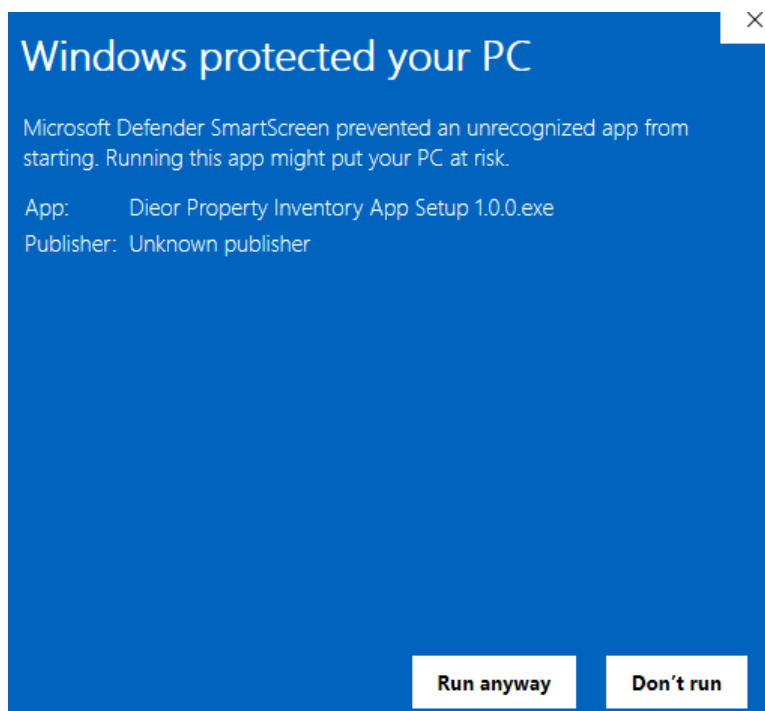 Windows protected your PC
Microsoft Defender SmartScreen prevented an unrecognized app from
starting. Running this app might put your PC at risk.
App: Dieor Property Inventory App Setup 1.0.0.exe
Publisher: Unknown publisher
Run anyway Don't run